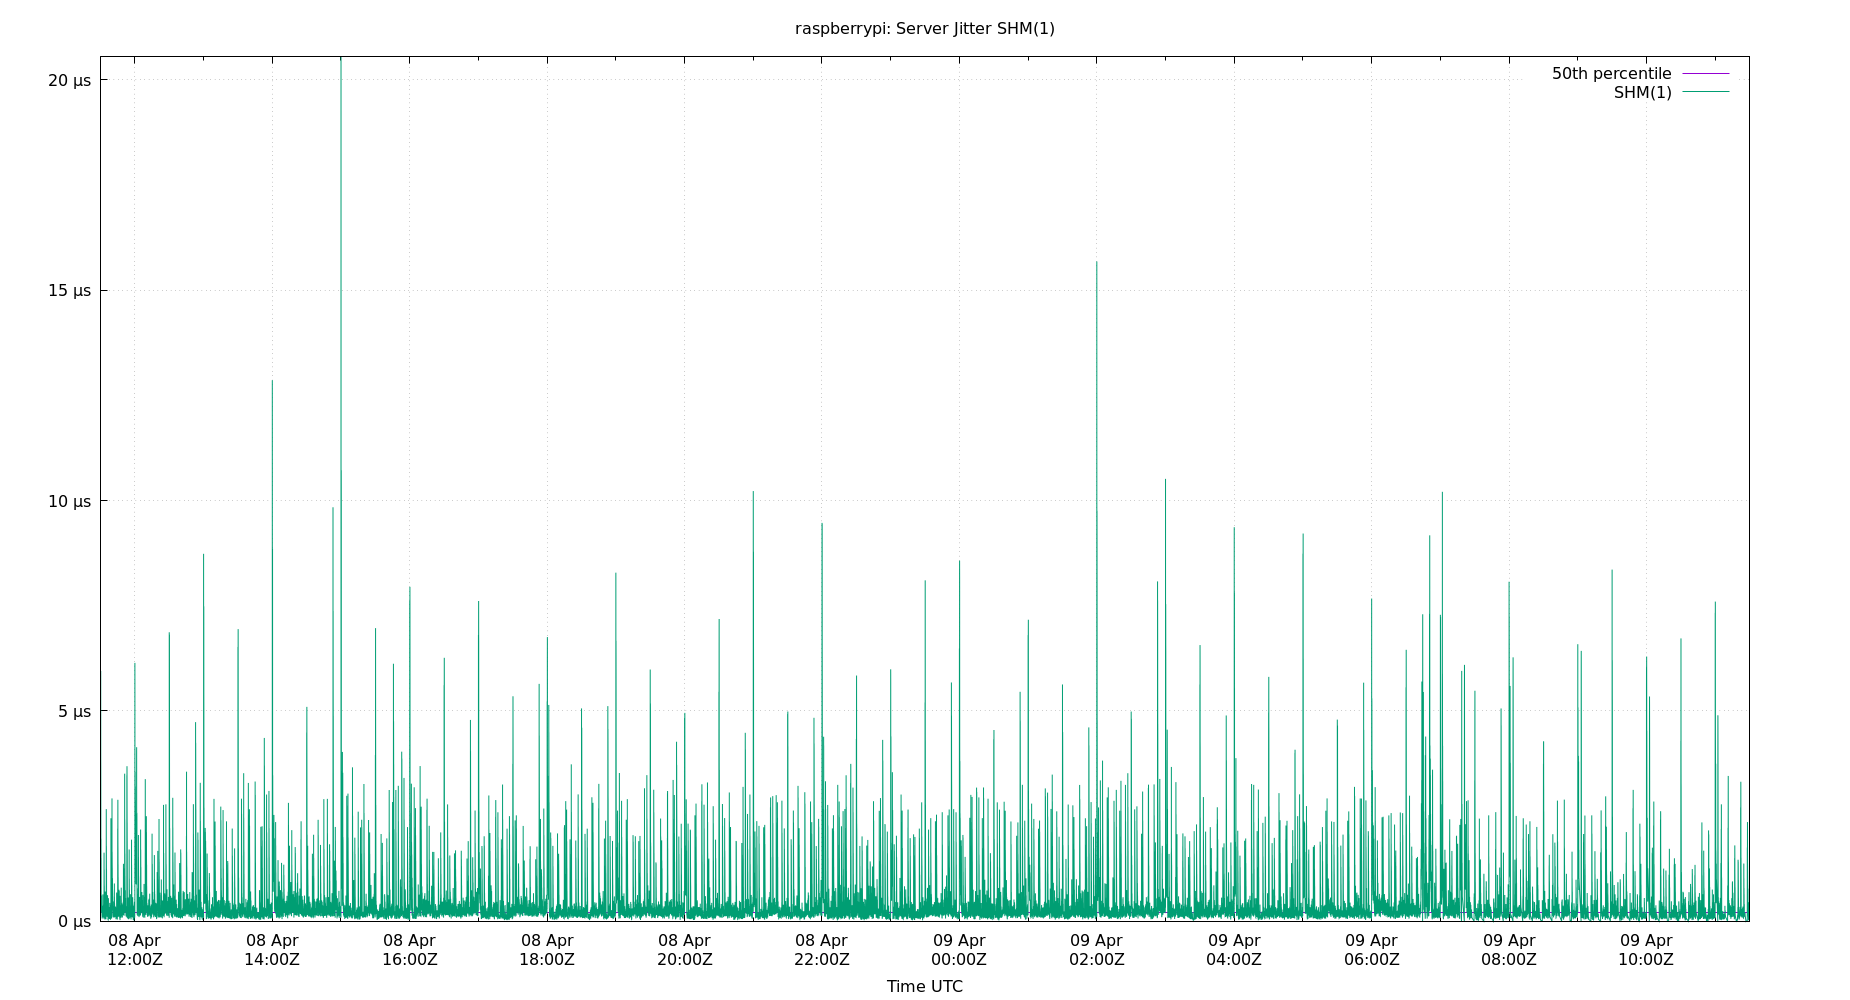 raspberrypi: Server Jitter SHM(1)
50th percentile
SHM(1)
20 µs
15 µs
10 µs
5 µs
0 µs
08 Apr 08 Apr 08 Apr 08 Apr 08 Apr 08 Apr 09 Apr 09 Apr 09 Apr 09 Apr 09 Apr 09 Apr
12:00Z 14:00Z 16:00Z 18:00Z 20:00Z 22:00Z 00:00Z 02:00Z 04:00Z 06:00Z 08:00Z 10:00Z
Time UTC